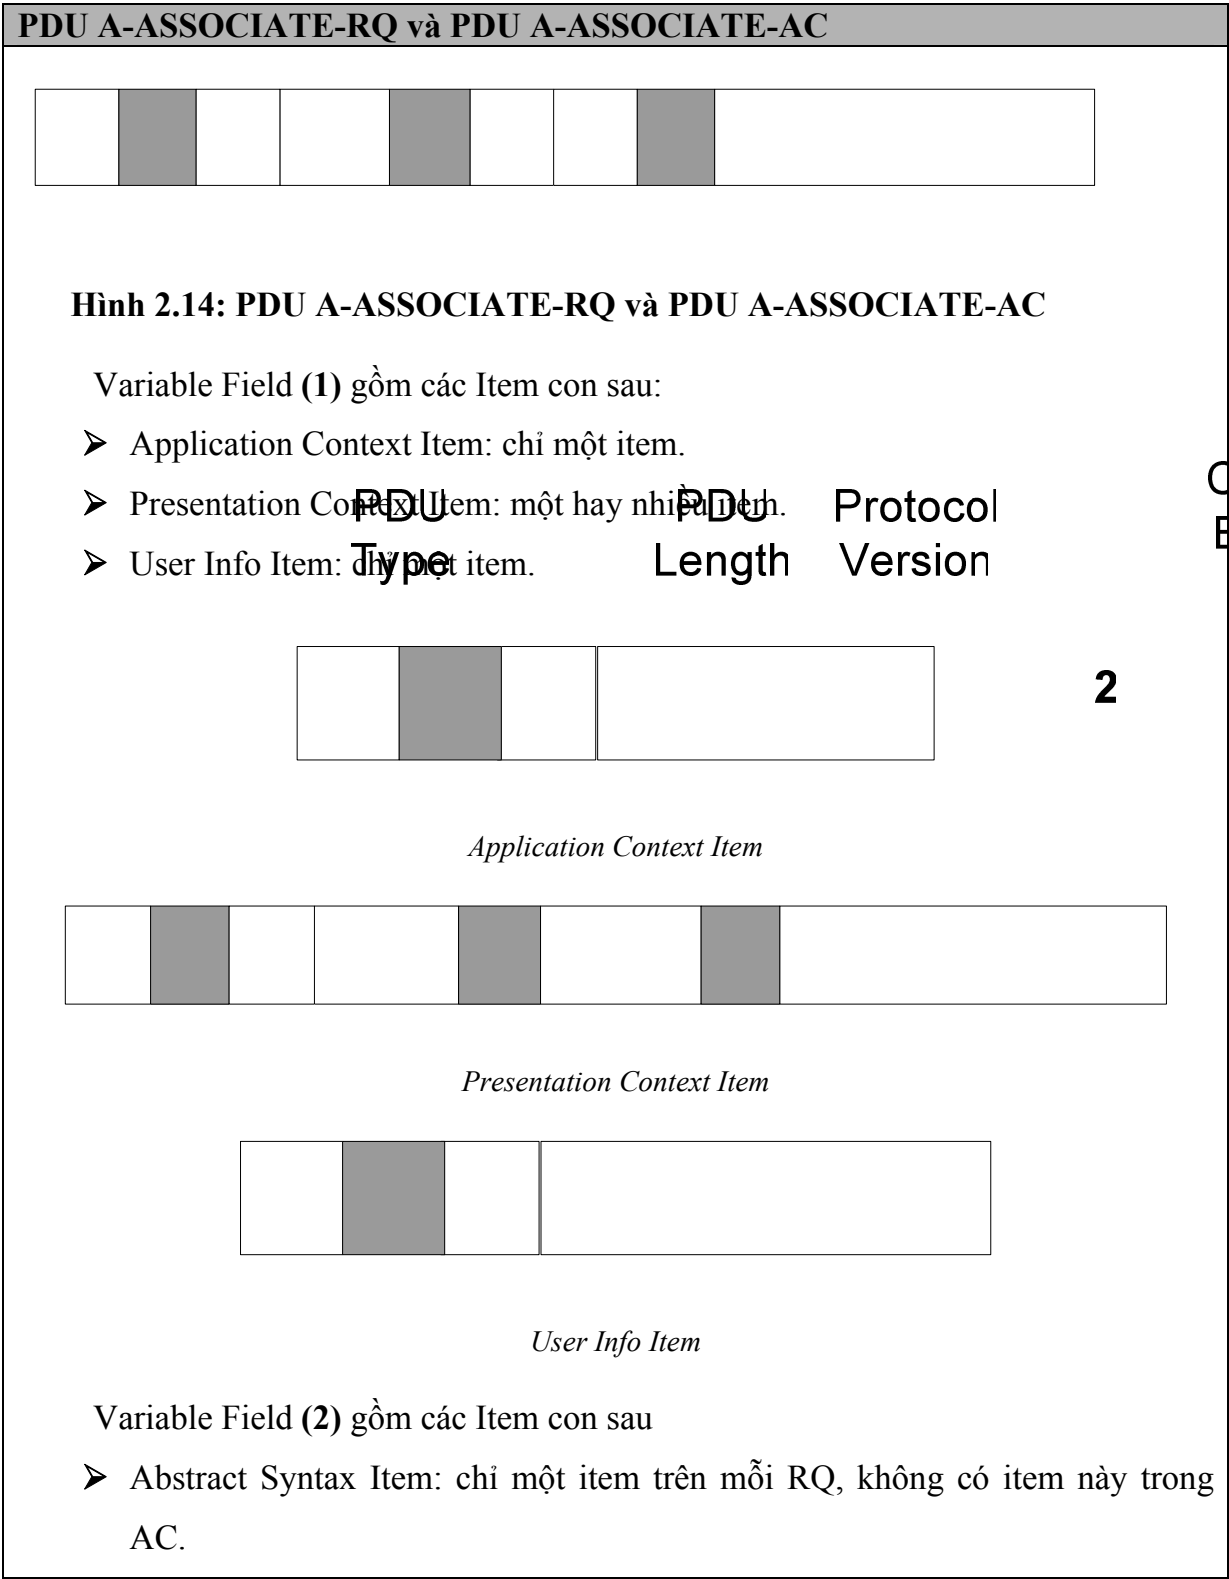 PDU A-ASSOCIATE-RQ và PDU A-ASSOCIATE-AC
Hình 2.14: PDU A-ASSOCIATE-RQ và PDU A-ASSOCIATE-AC
Variable Field (1) gồm các Item con sau:
➢ Application Context Item: chỉ một item.
➢ Presentation Context Item: một hay nhiều item.
PDU PDU Protocol
➢ User Info Item: chỉ một item.
Type Length Version
2
Application Context Item
Presentation Context Item
User Info Item
Variable Field (2) gồm các Item con sau
➢ Abstract Syntax Item: chỉ một item trên mỗi RQ, không có item này trong
AC.